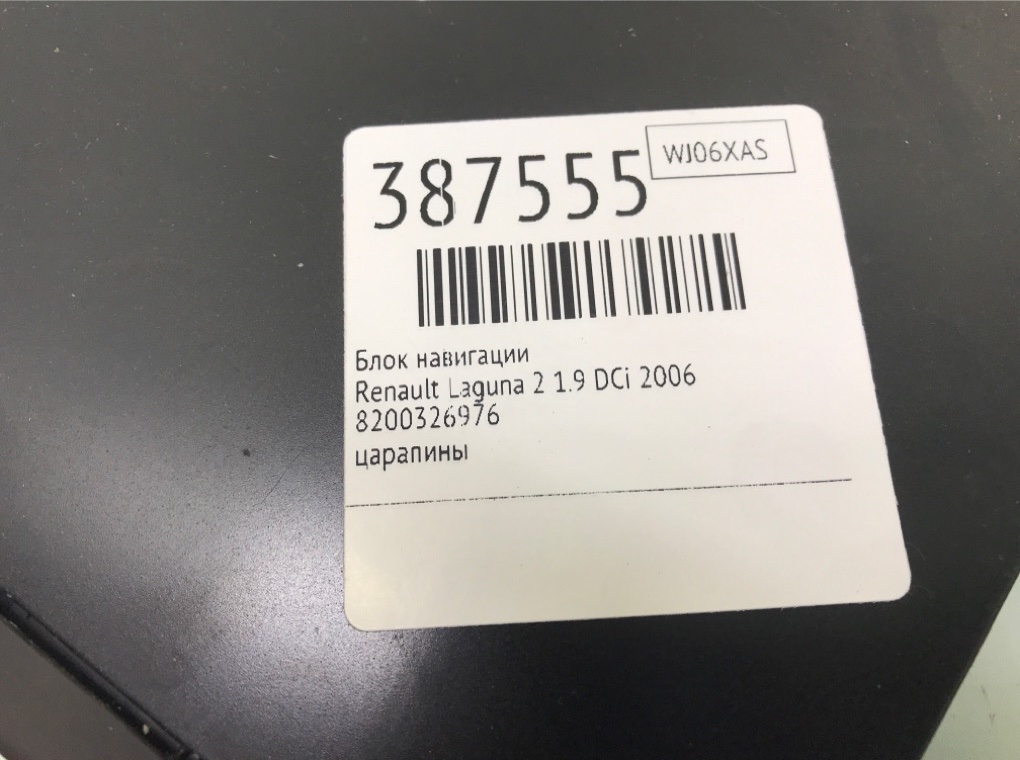 387555
WJ06XAS
Блок навигации
Renault Laguna 2 1.9 DCi 2006
8200326976
царапины